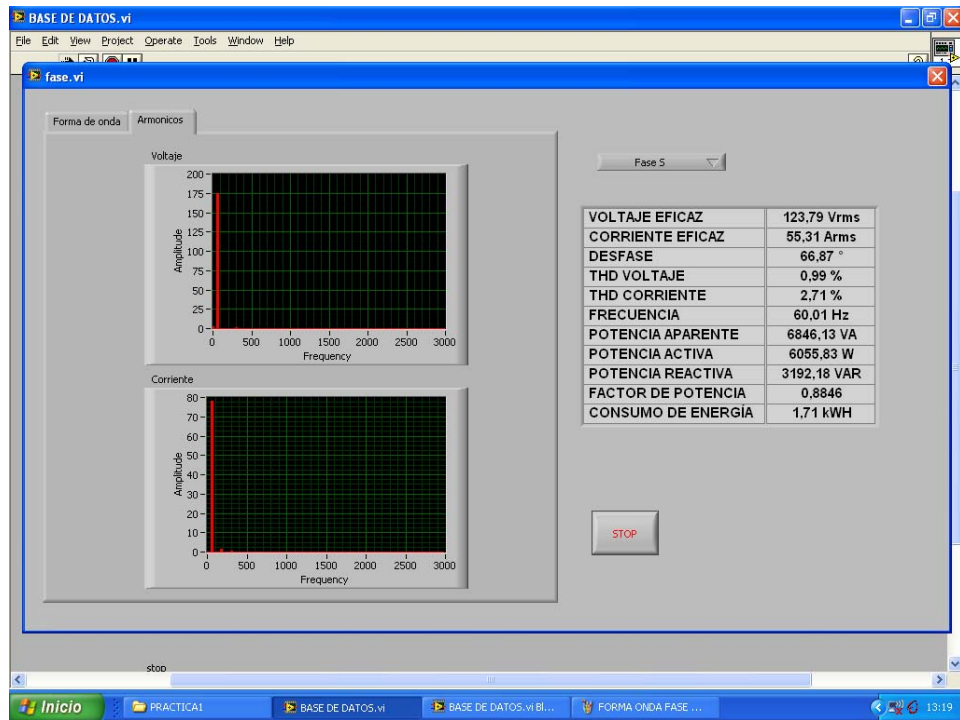 BASE DE DATOS.vi
File Edit View Project Operate Tools Window Help
fase.vi
Forma de onda Armonicos
Voltaje
200
175
150
125
100
75
50
25
0
Amplitude
0 500 1000 1500 2000 2500 3000
Frequency
Corriente
80
70
60
50
40
30
20
10
0
Amplitude
0 500 1000 1500 2000 2500 3000
Frequency
Fase S
VOLTAJE EFICAZ 123,79 Vrms
CORRIENTE EFICAZ 55,31 Arms
DESFASE 66,87 °
THD VOLTAJE 0,99 %
THD CORRIENTE 2,71 %
FRECUENCIA 60,01 Hz
POTENCIA APARENTE 6846,13 VA
POTENCIA ACTIVA 6055,83 W
POTENCIA REACTIVA 3192,18 VAR
FACTOR DE POTENCIA 0,8846
CONSUMO DE ENERGÍA 1,71 kWH
STOP
stop
Inicio PRACTICA1 BASE DE DATOS.vi BASE DE DATOS.vi Bl... FORMA ONDA FASE ... 13:19